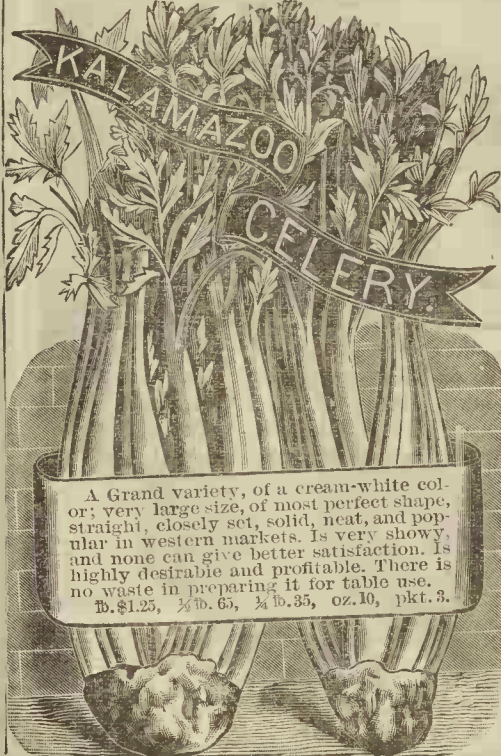 KALAMAZOO
CELERY.
A Grand variety, of a cream-white col-
or; very large size, of most perfect shape,
straight, closely set, solid, neat, and pop-
ular in western markets. Is very showy,
and none can give better satisfaction. Is
highly desirable and profitable. There is
no waste in preparing it for table use.
℔.$1.25, ½℔.65, ¼℔.35, oz.10, pkt.3.